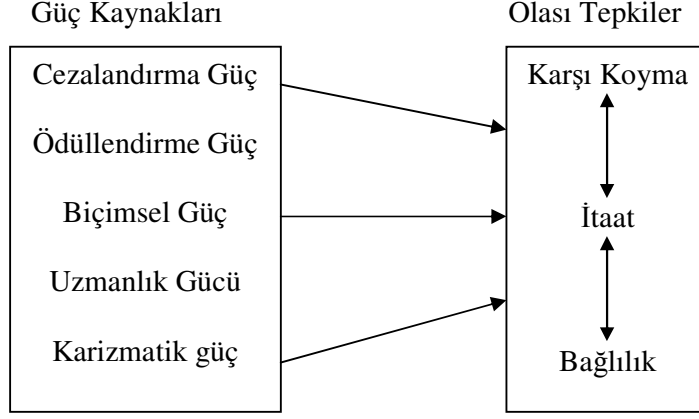 Güç Kaynakları
Olası Tepkiler
Cezalandırma Güç
Ödüllendirme Güç
Biçimsel Güç
Uzmanlık Gücü
Karizmatik güç
Karşı Koyma
İtaat
Bağlılık